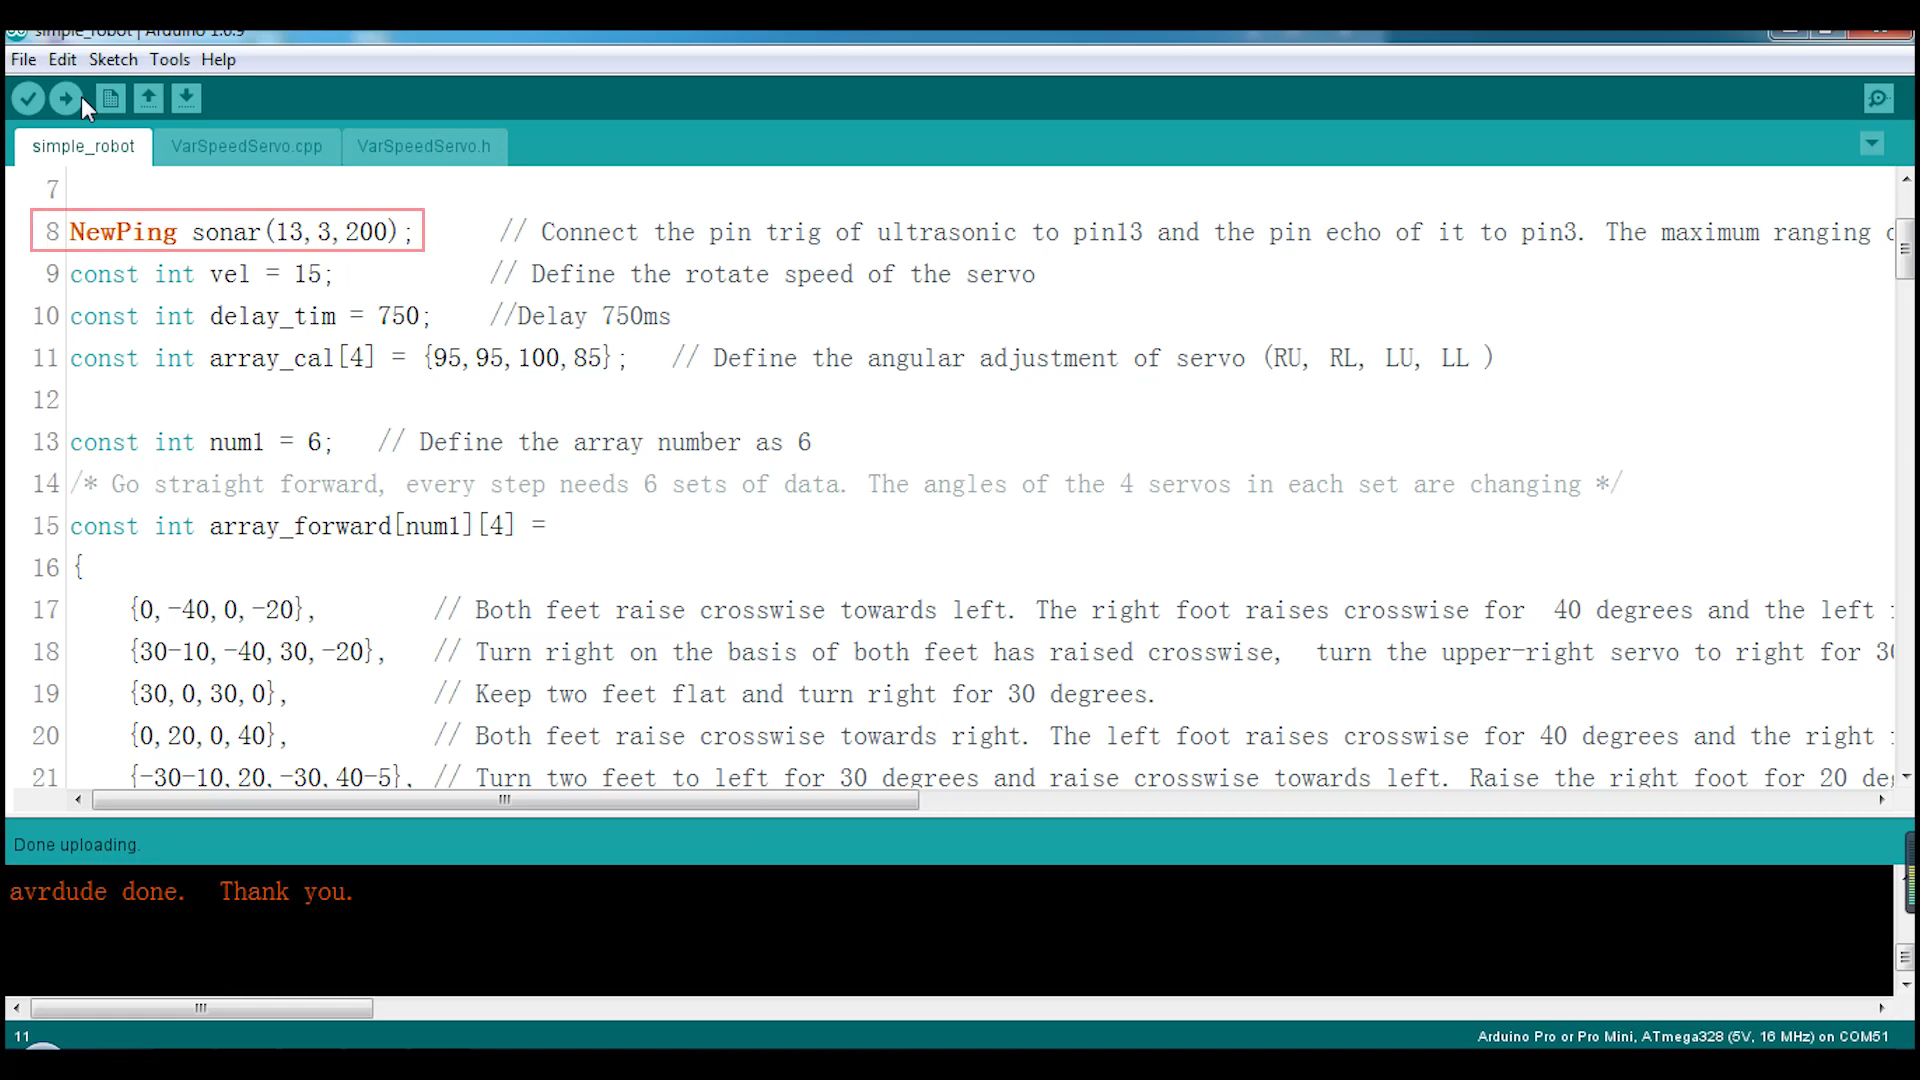 simple_robot | Arduino 1.6.9
File Edit Sketch Tools Help
simple_robot VarSpeedServo.cpp VarSpeedServo.h
7
8 NewPing sonar(13,3,200); // Connect the pin trig of ultrasonic to pin13 and the pin echo of it to pin3. The maximum ranging
9 const int vel = 15; // Define the rotate speed of the servo
10 const int delay_tim = 750; //Delay 750ms
11 const int array_cal[4] = {95,95,100,85}; // Define the angular adjustment of servo (RU, RL, LU, LL )
12
13 const int num1 = 6; // Define the array number as 6
14 /* Go straight forward, every step needs 6 sets of data. The angles of the 4 servos in each set are changing */
15 const int array_forward[num1][4] =
16 {
17 {0,-40,0,-20}, // Both feet raise crosswise towards left. The right foot raises crosswise for 40 degrees and the left
18 {30-10,-40,30,-20}, // Turn right on the basis of both feet has raised crosswise, turn the upper-right servo to right for 30
19 {30,0,30,0}, // Keep two feet flat and turn right for 30 degrees.
20 {0,20,0,40}, // Both feet raise crosswise towards right. The left foot raises crosswise for 40 degrees and the right
21 {-30-10,20,-30,40-5}, // Turn two feet to left for 30 degrees and raise crosswise towards left. Raise the right foot for 20
Done uploading.
avrdude done. Thank you.
11 Arduino Pro or Pro Mini, ATmega328 (5V, 16 MHz) on COM51